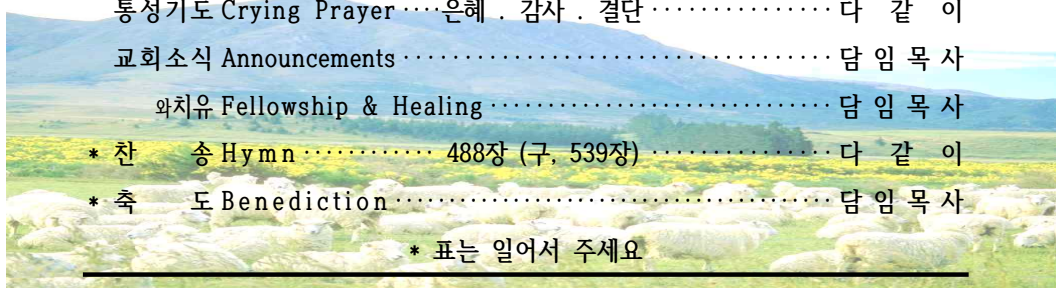 통성기도 Crying Prayer ···· 은혜 . 감사 . 결단 ··············· 다 같 이
교회소식 Announcements ································· 담 임 목 사
와치유 Fellowship & Healing ····························· 담 임 목 사
* 찬 송 Hymn ············ 488장 (구, 539장) ··············· 다 같 이
* 축 도 Benediction ····································· 담 임 목 사
* 표는 일어서 주세요